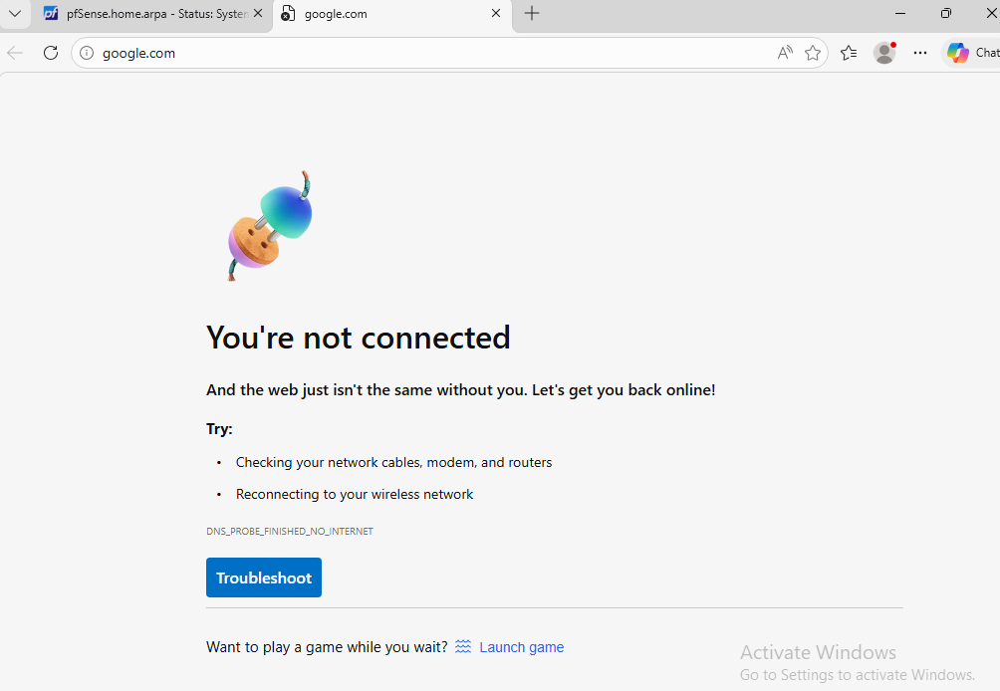 pfSense.home.arpa - Status: System
google.com
google.com
Chat
You're not connected
And the web just isn't the same without you. Let's get you back online!
Try:
• Checking your network cables, modem, and routers
• Reconnecting to your wireless network
DNS_PROBE_FINISHED_NO_INTERNET
Troubleshoot
Want to play a game while you wait? Launch game
Activate Windows
Go to Settings to activate Windows.